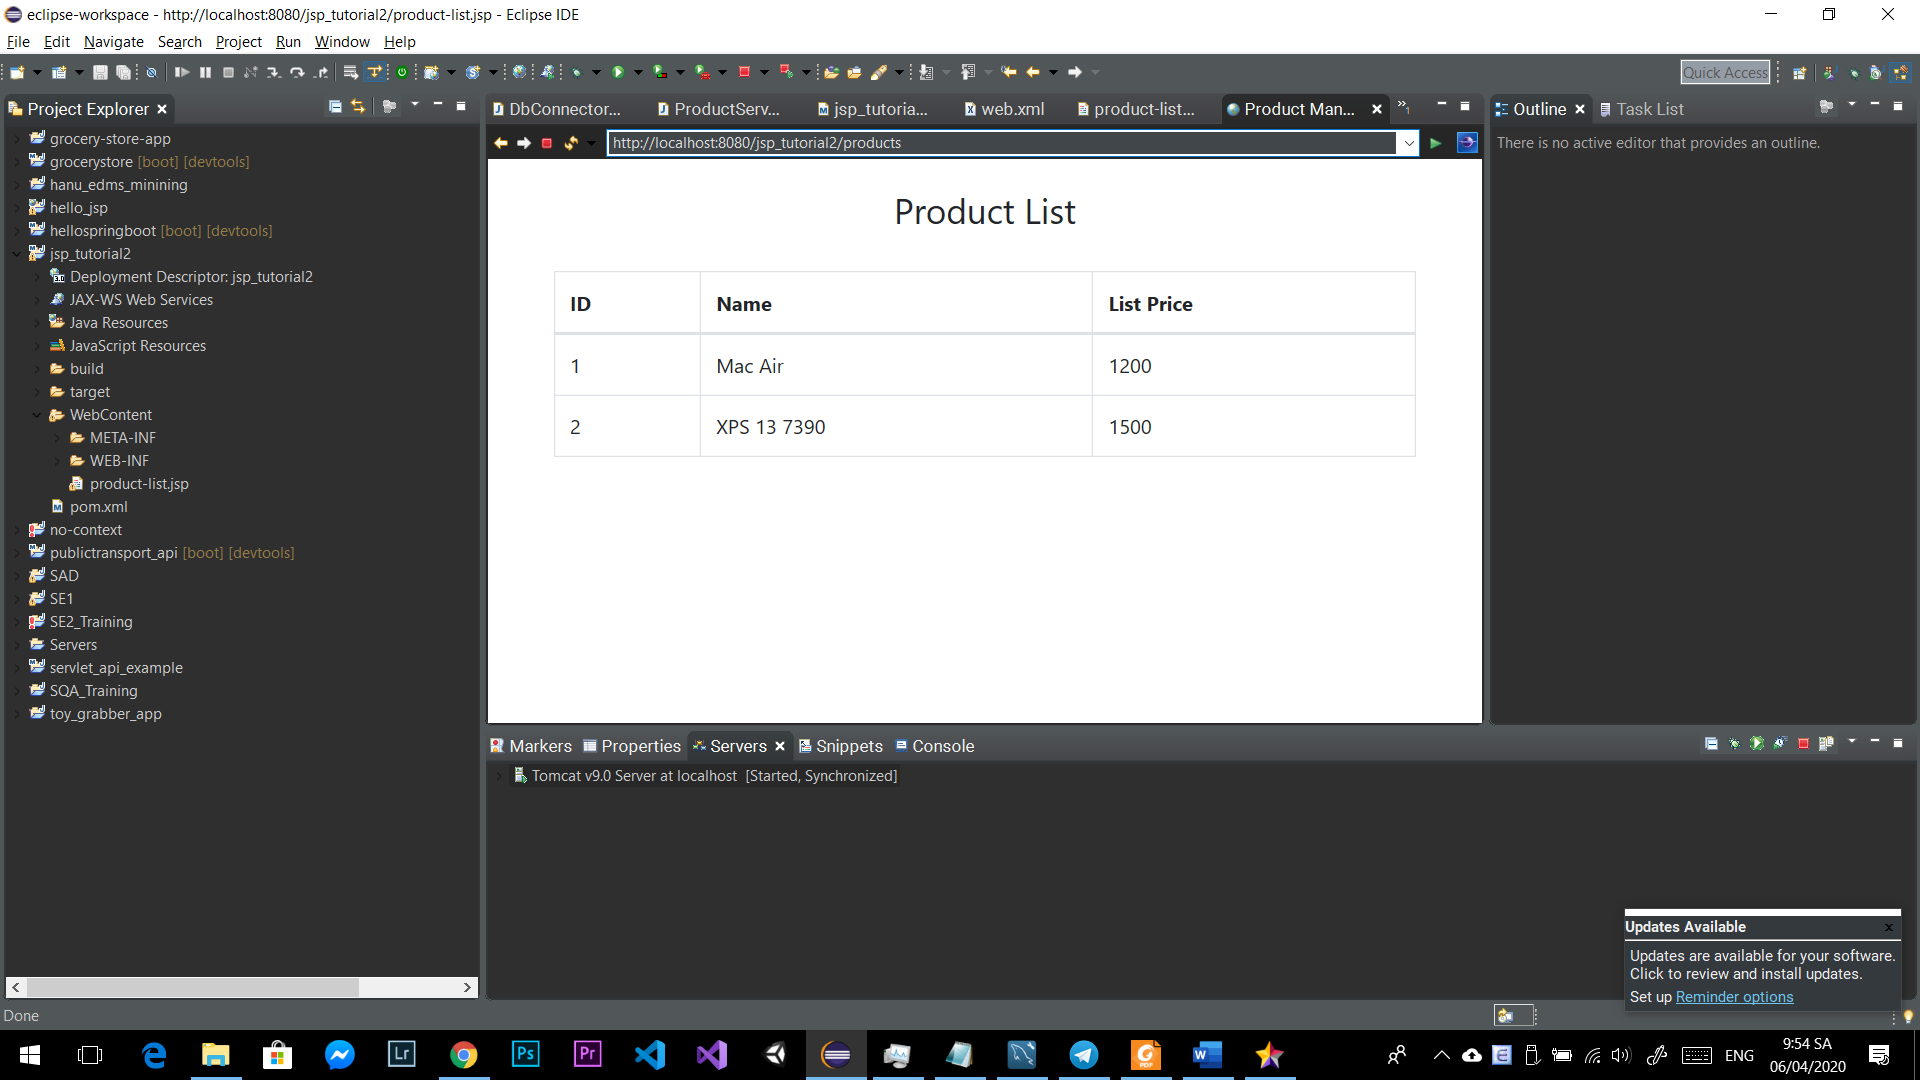 eclipse-workspace - http://localhost:8080/jsp_tutorial2/product-list.jsp - Eclipse IDE
File Edit Navigate Search Project Run Window Help
Quick Access
Project Explorer
grocery-store-app
grocerystore [boot] [devtools]
hanu_edms_minining
hello_jsp
hellospringboot [boot] [devtools]
jsp_tutorial2
Deployment Descriptor: jsp_tutorial2
JAX-WS Web Services
Java Resources
JavaScript Resources
build
target
WebContent
META-INF
WEB-INF
product-list.jsp
pom.xml
no-context
publictransport_api [boot] [devtools]
SAD
SE1
SE2_Training
Servers
servlet_api_example
SQA_Training
toy_grabber_app
DbConnector... ProductServ... jsp_tutoria... web.xml product-list... Product Man... 1
http://localhost:8080/jsp_tutorial2/products
Product List
ID Name List Price
1 Mac Air 1200
2 XPS 13 7390 1500
Outline Task List
There is no active editor that provides an outline.
Markers Properties Servers Snippets Console
Tomcat v9.0 Server at localhost [Started, Synchronized]
Updates Available
Updates are available for your software.
Click to review and install updates.
Set up Reminder options
Done
Lr Ps Pr PDF
ENG
9:54 SA
06/04/2020